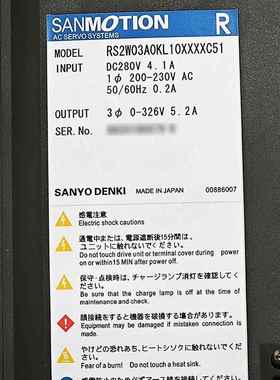 SANMOTION R
AC SERVO SYSTEMS
MODEL RS2W03A0KL10XXXXC51
INPUT DC280V 4.1A
1ϕ 200-230V AC
50/60Hz 0.2A
OUTPUT 3ϕ 0-326V 5.2A
SER.No.
SANYO DENKI MADE IN JAPAN 00886007
感電注意
Electric shock cautions
通電中または、電源遮断後15分間は、
ユニットに触れないでください。
Do not touch drive unit or terminal cover during power
on or within 15 MIN after power off.
保守・点検時は、チャージランプ消灯を確認して
ください。
Be sure that the charge lamp is off at the time of
maintenance and check.
誤接続をすると機器を破損する場合があります。
Equipment may be damaged if mistaken connection is
made.
やけどの恐れあり、ヒートシンクに触れないでください。
Fear of a burn! Do not touch a heat sink.